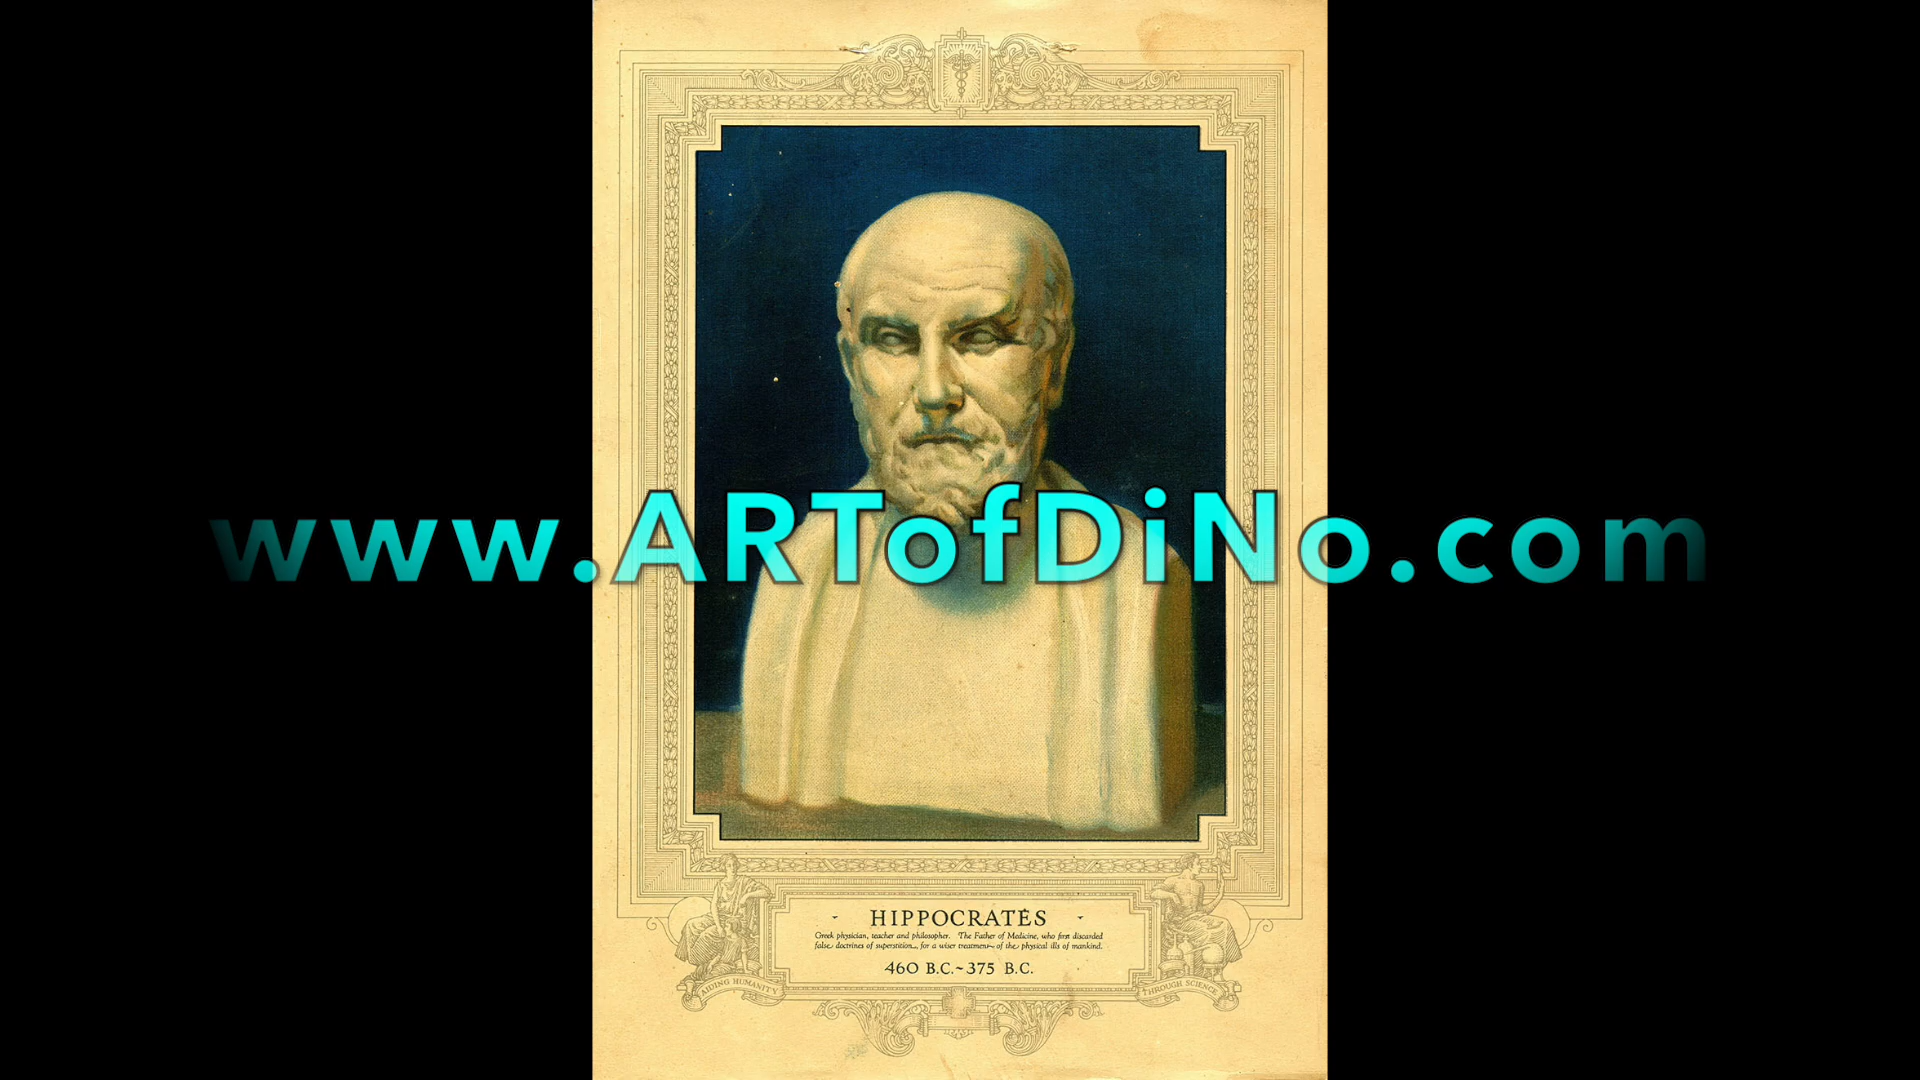 www.ARTofDiNo.com
HIPPOCRATES
Greek physician, teacher and philosopher. The Father of Medicine, who first discarded
false doctrines of superstition, for a wiser treatment of the physical ills of mankind.
460 B.C.~375 B.C.
AIDING HUMANITY
THROUGH SCIENCE